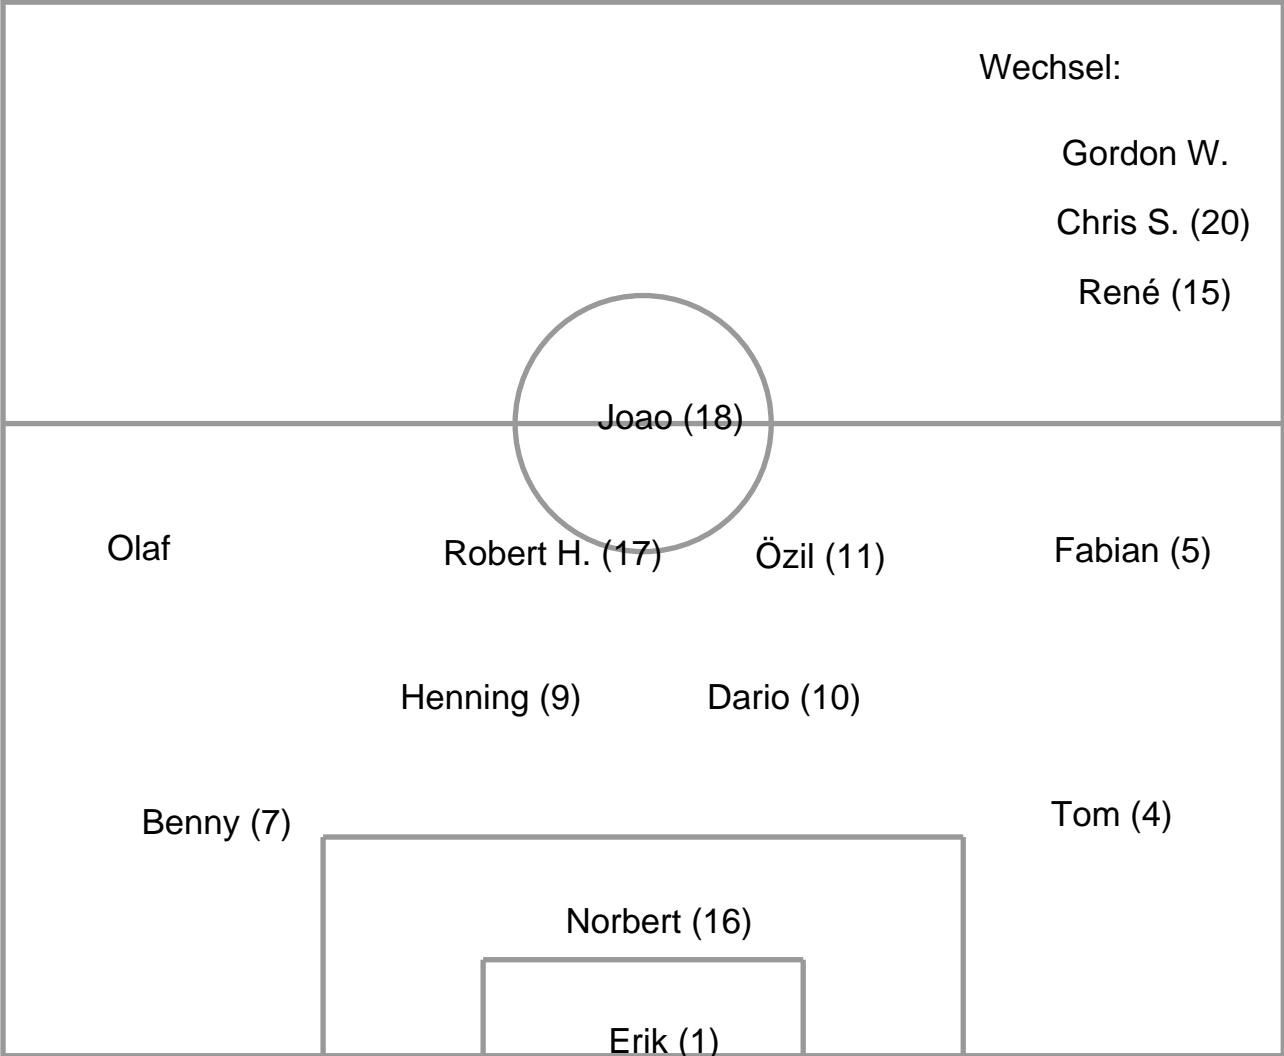 Wechsel:
Gordon W.
Chris S. (20)
René (15)
Joao (18)
Olaf
Robert H. (17)
Özil (11)
Fabian (5)
Henning (9)
Dario (10)
Benny (7)
Tom (4)
Norbert (16)
Erik (1)